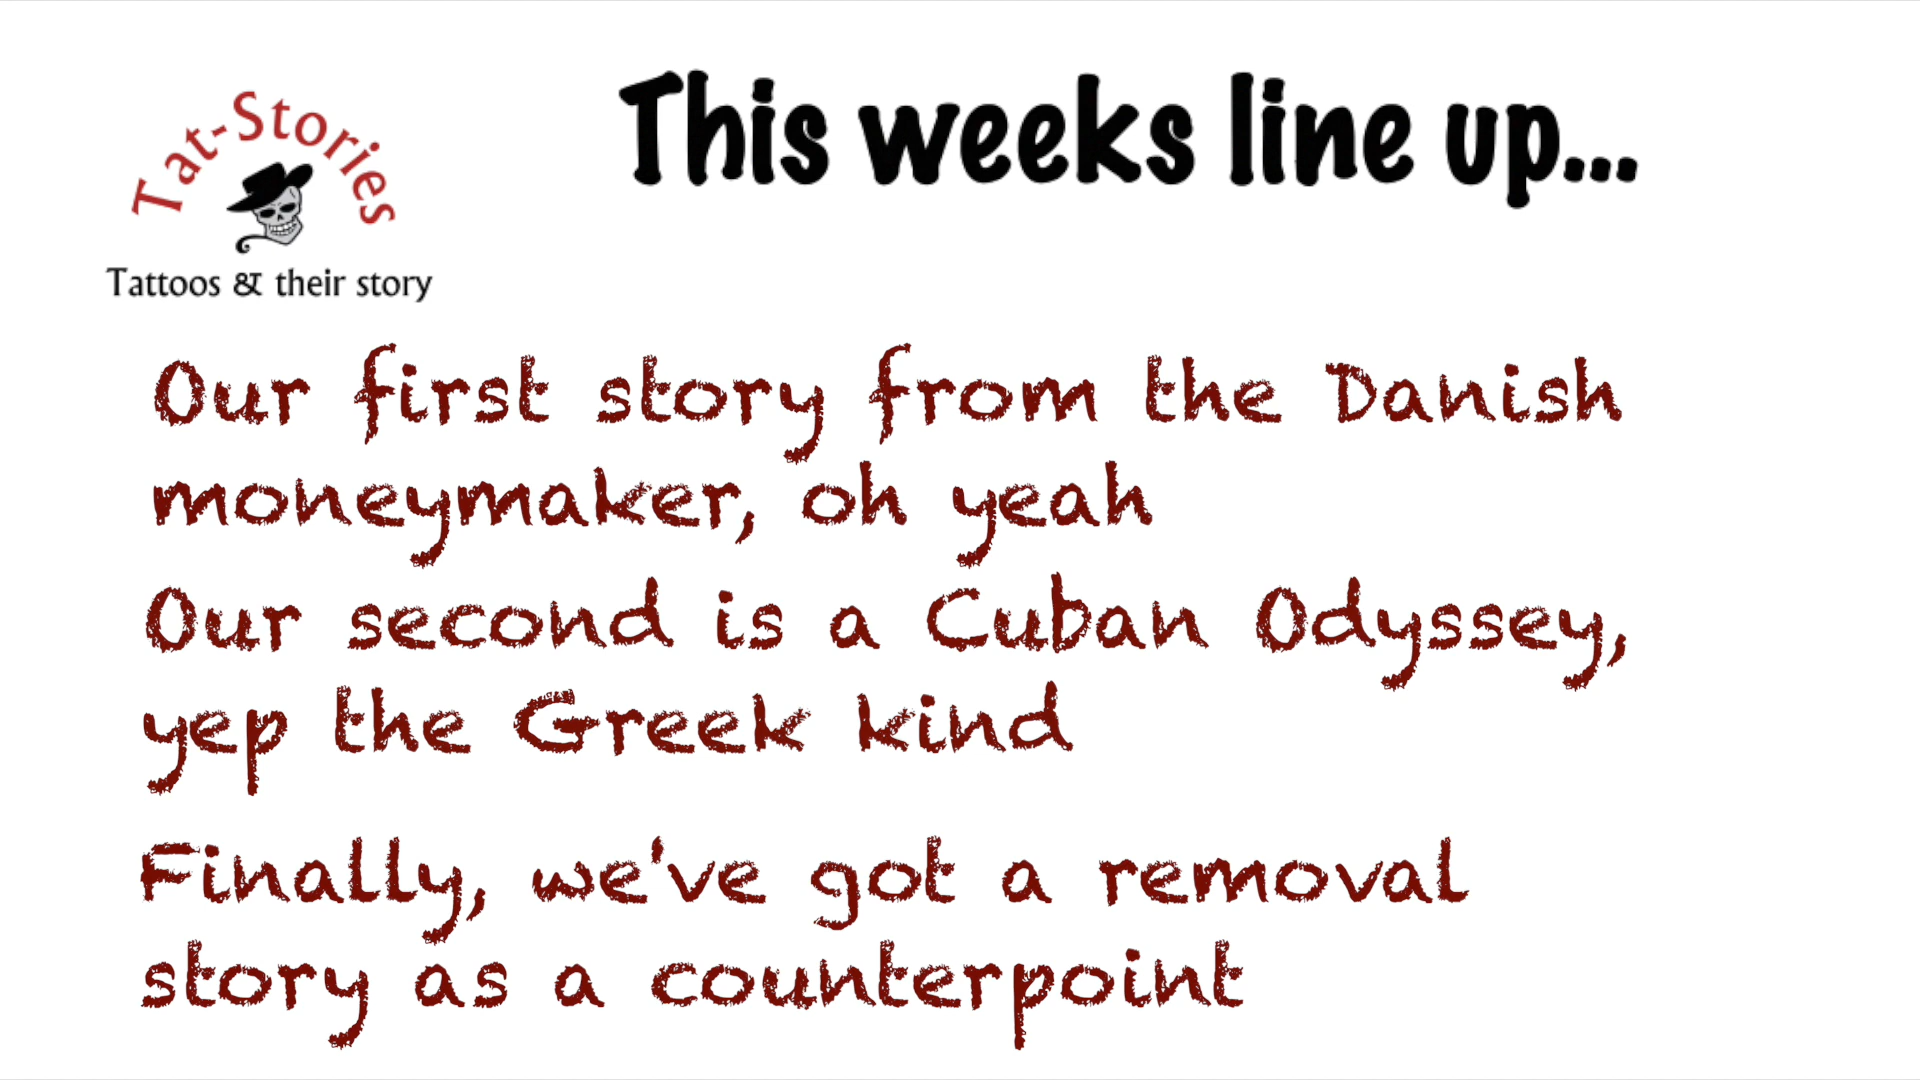 Tat-Stories
Tattoos & their story
This weeks line up...
Our first story from the Danish
moneymaker, oh yeah
Our second is a Cuban Odyssey,
yep the Greek kind
Finally, we've got a removal
story as a counterpoint